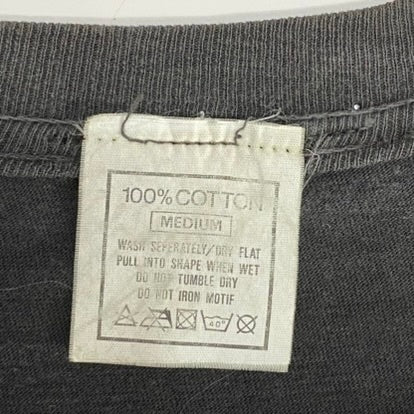 100% COTTON
MEDIUM
WASH SEPERATELY/DRY FLAT
PULL INTO SHAPE WHEN WET
DO NOT TUMBLE DRY
DO NOT IRON MOTIF
40°